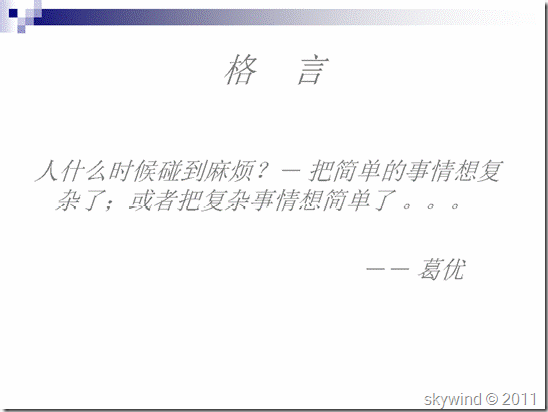 格 言
人什么时候碰到麻烦?— 把简单的事情想复
杂了;或者把复杂事情想简单了。。。
—— 葛优
skywind © 2011